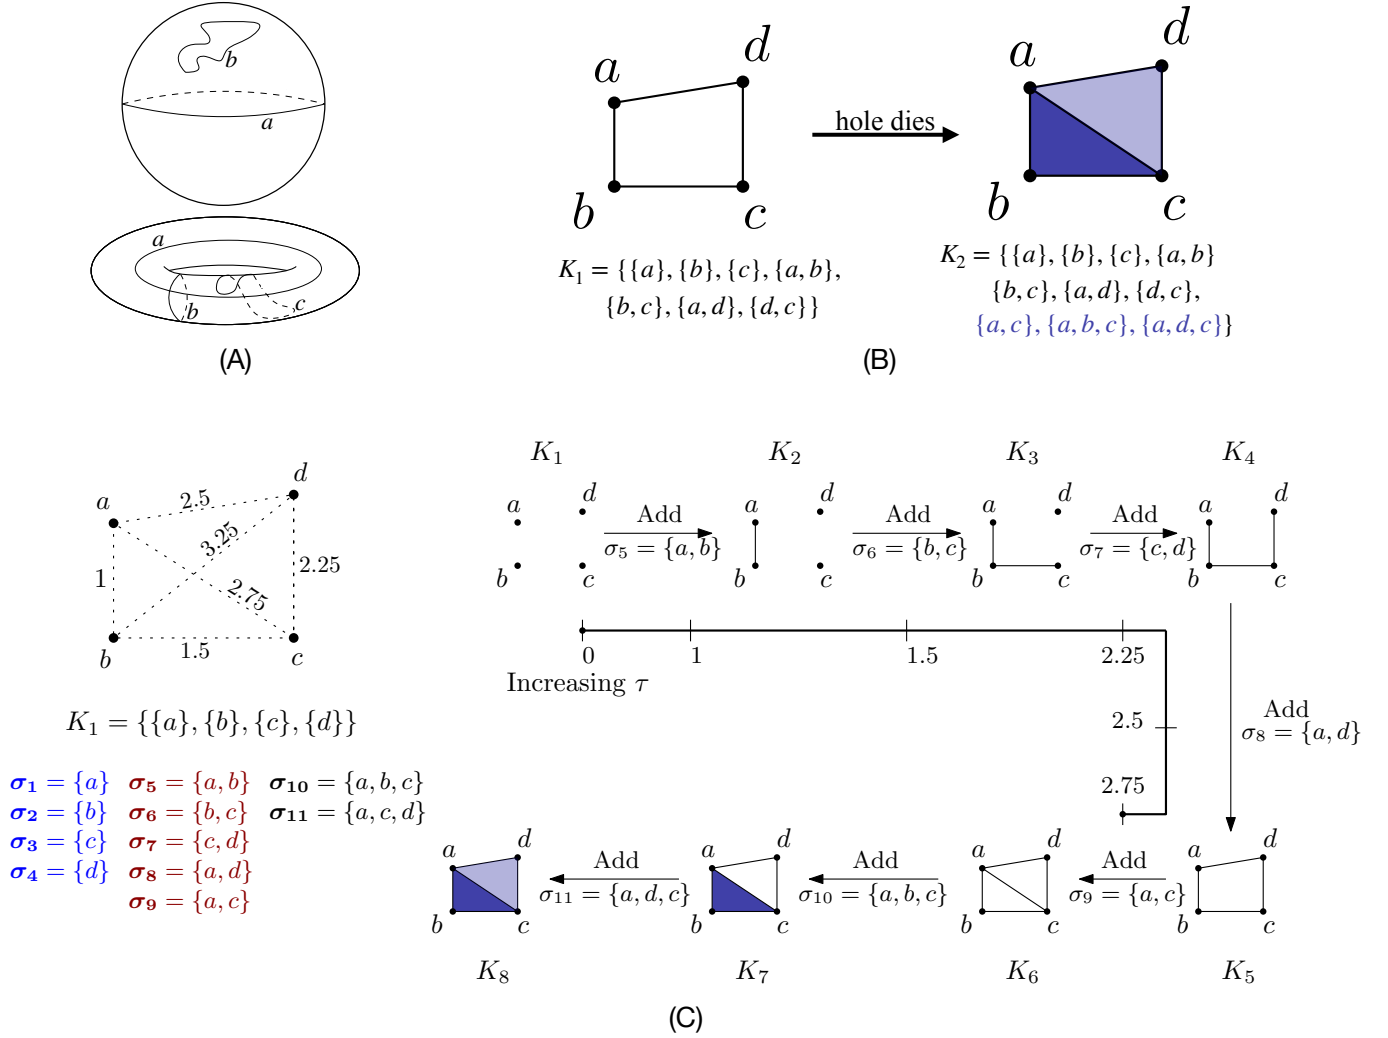 b
a
a
b
c
(A)
a
d
b
c
hole dies
a
d
b
c
K₁ = {{a}, {b}, {c}, {a, b},
{b, c}, {a, d}, {d, c}}
K₂ = {{a}, {b}, {c}, {a, b}
{b, c}, {a, d}, {d, c},
{a, c}, {a, b, c}, {a, d, c}}
(B)
a
d
b
c
2.5
3.25
1
2.25
2.75
1.5
K₁ = {{a}, {b}, {c}, {d}}
σ₁ = {a} σ₅ = {a, b} σ₁₀ = {a, b, c}
σ₂ = {b} σ₆ = {b, c} σ₁₁ = {a, c, d}
σ₃ = {c} σ₇ = {c, d}
σ₄ = {d} σ₈ = {a, d}
σ₉ = {a, c}
K₁ K₂ K₃ K₄
a d
b c
Add
σ₅ = {a, b}
a d
b c
Add
σ₆ = {b, c}
a d
b c
Add
σ₇ = {c, d}
a d
b c
0 1 1.5 2.25
Increasing τ
2.5
2.75
Add
σ₈ = {a, d}
a d
b c
Add
σ₁₁ = {a, d, c}
a d
b c
Add
σ₁₀ = {a, b, c}
a d
b c
Add
σ₉ = {a, c}
a d
b c
K₈ K₇ K₆ K₅
(C)